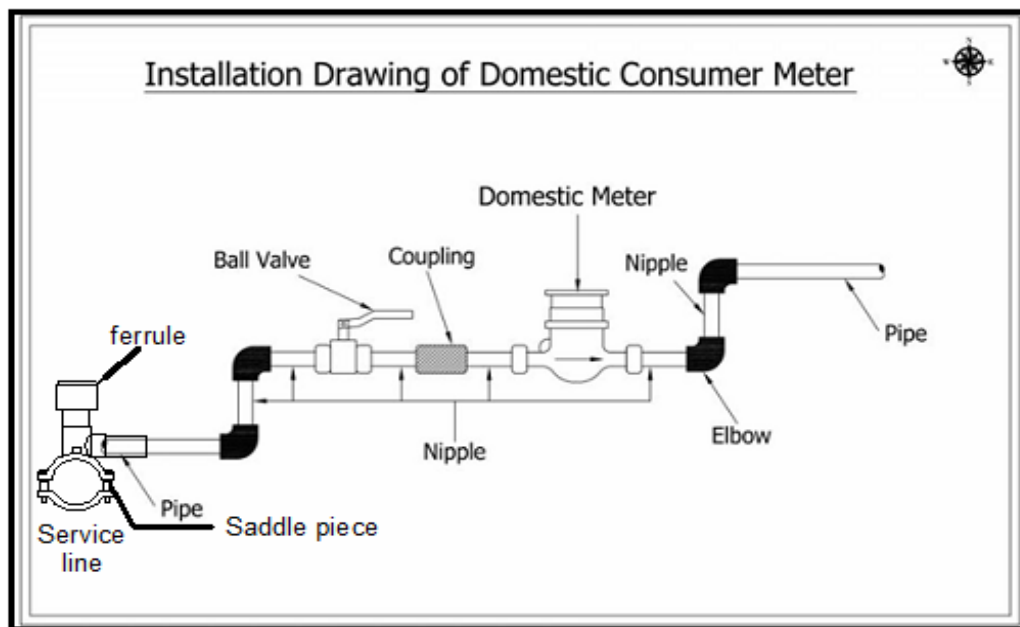 Installation Drawing of Domestic Consumer Meter
N
W
S
Domestic Meter
Ball Valve
Coupling
Nipple
ferrule
Pipe
Elbow
Nipple
Pipe
Saddle piece
Service
line